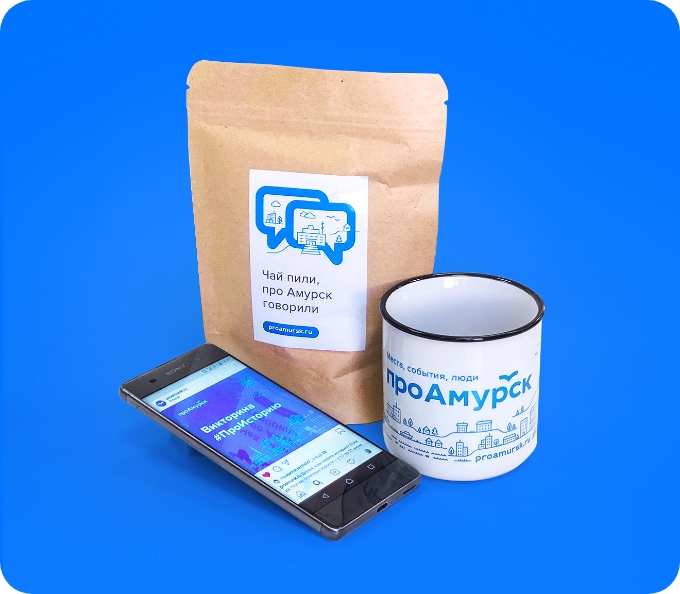 Чай пили,
про Амурск
говорили
proamursk.ru
Места, события, люди
проАмурск
proamursk.ru
SONY
проАмурск
Викторина
#ПроИсторию